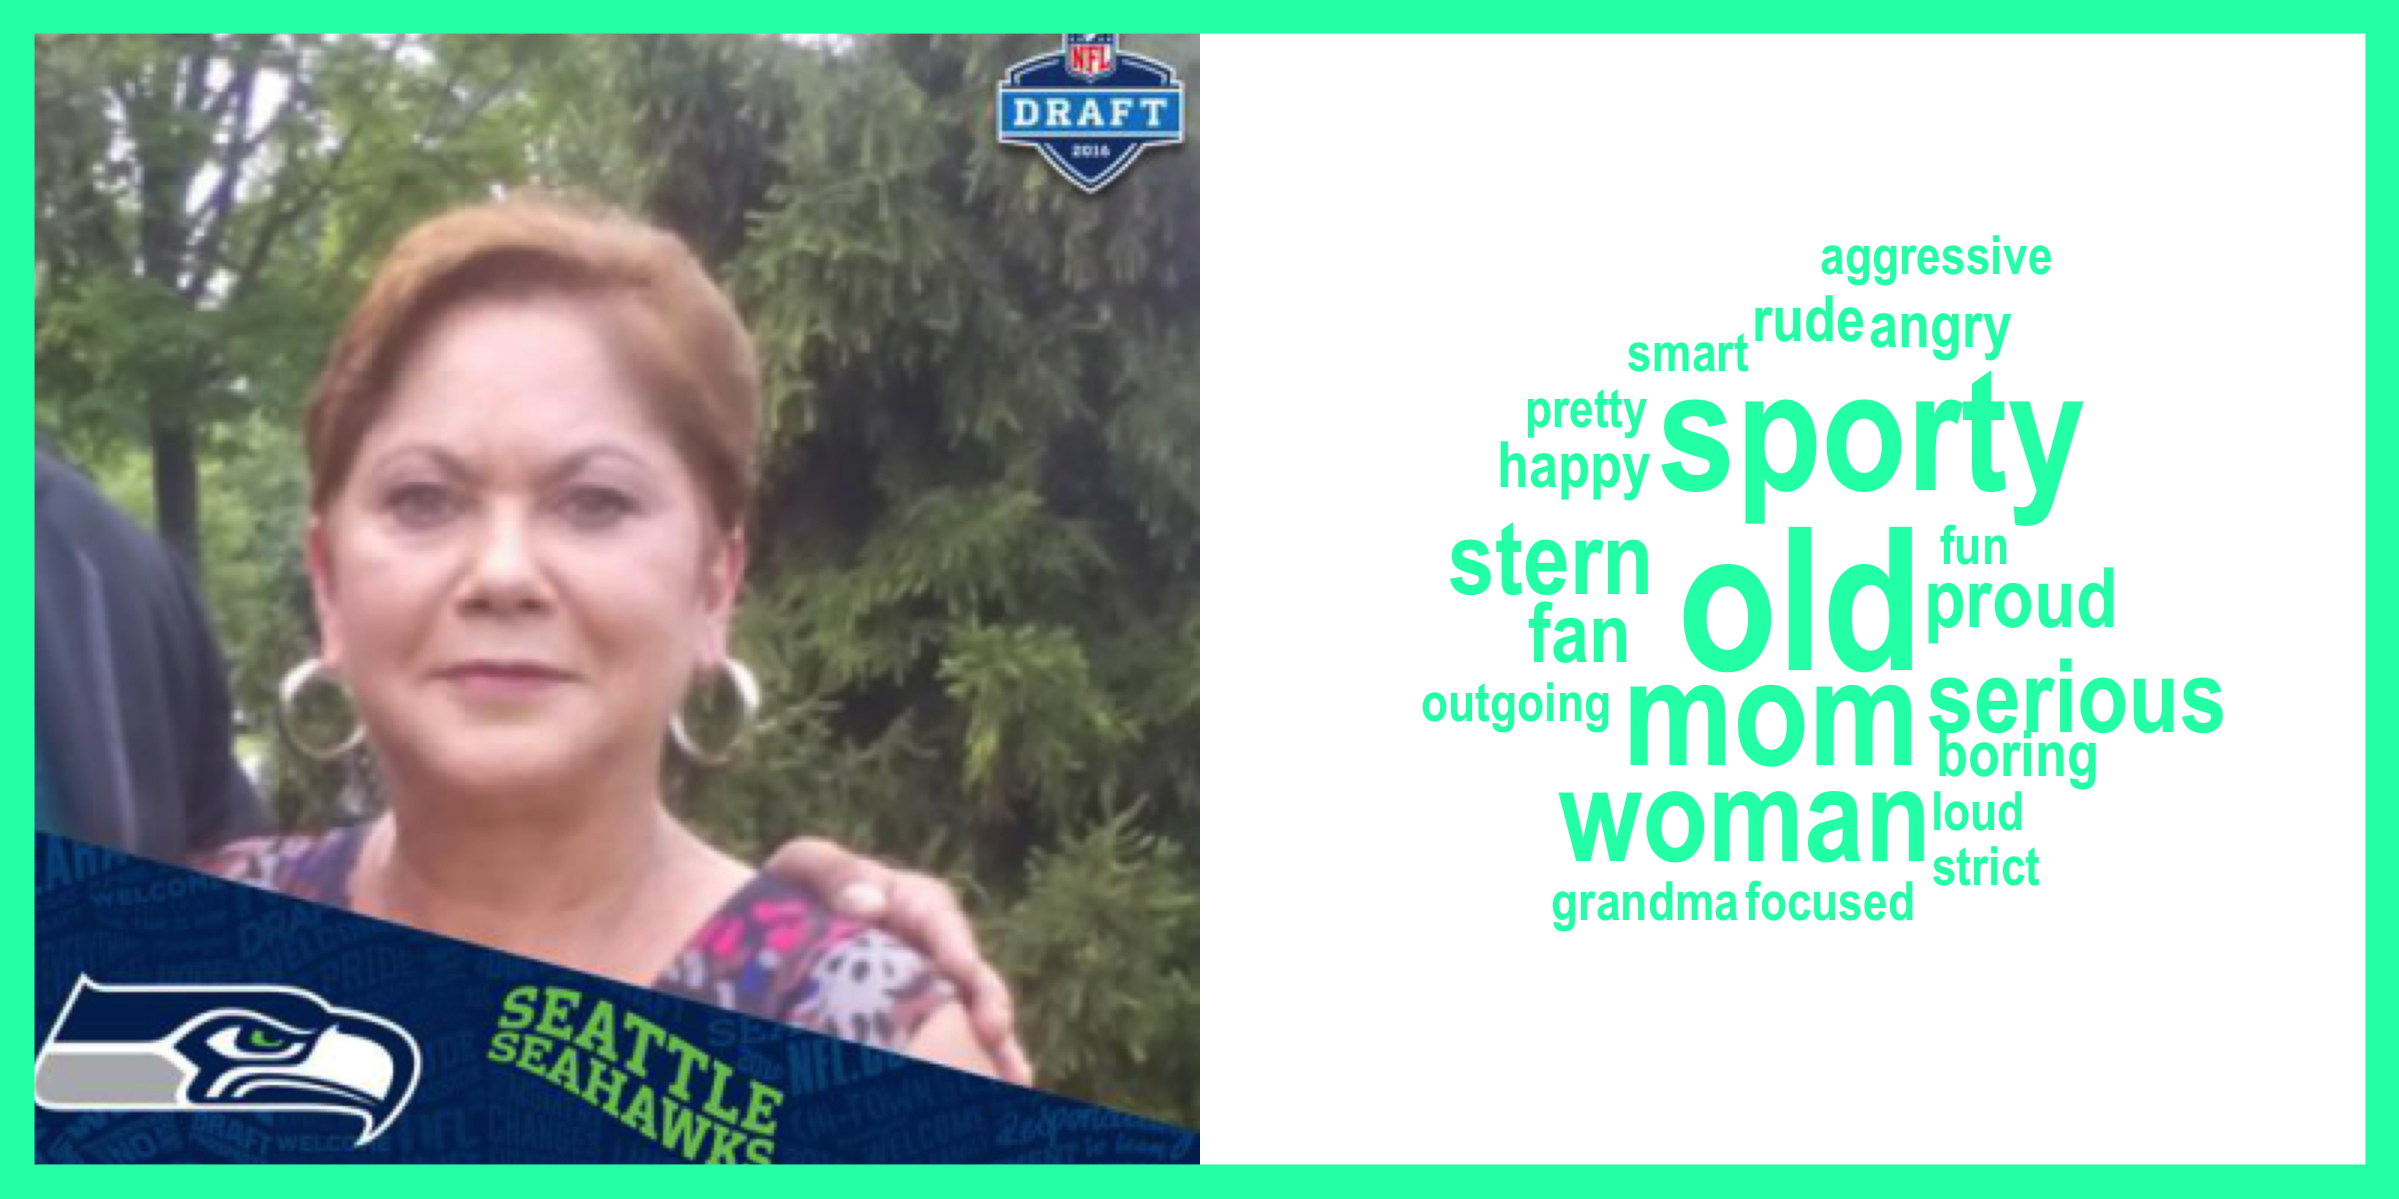 NFL
DRAFT
2016
SEATTLE
SEAHAWKS
aggressive
rude angry
smart
pretty sporty
happy
stern old fun
fan proud
outgoing mom serious
boring
woman loud
strict
grandma focused